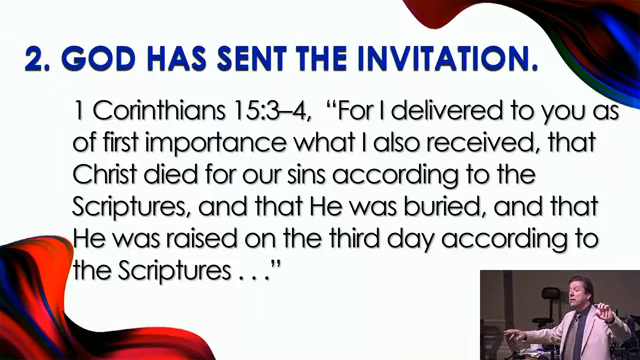 2. GOD HAS SENT THE INVITATION.
1 Corinthians 15:3–4, “For I delivered to you as
of first importance what I also received, that
Christ died for our sins according to the
Scriptures, and that He was buried, and that
He was raised on the third day according to
the Scriptures . . .”